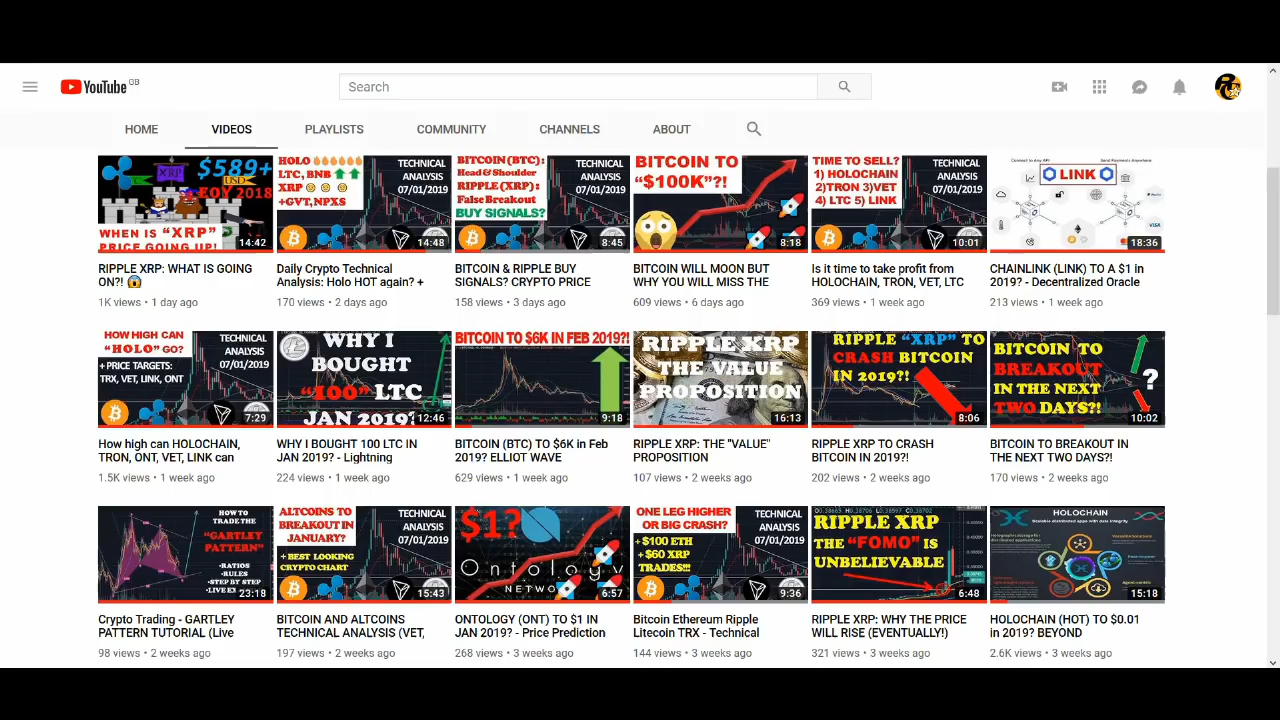 YouTube GB
Search
HOME VIDEOS PLAYLISTS COMMUNITY CHANNELS ABOUT
XRP $589+
USD
EOY 2018
WHEN IS "XRP"
PRICE GOING UP!
14:42
RIPPLE XRP: WHAT IS GOING
ON?! 😱
1K views • 1 day ago
HOLO 🔥🔥🔥🔥🔥🔥
LTC, BNB
XRP
+GVT,NPXS
TECHNICAL
ANALYSIS
07/01/2019
14:48
Daily Crypto Technical
Analysis: Holo HOT again? +
170 views • 2 days ago
BITCOIN (BTC):
Head & Shoulder
RIPPLE (XRP):
False Breakout
BUY SIGNALS?
TECHNICAL
ANALYSIS
07/01/2019
8:45
BITCOIN & RIPPLE BUY
SIGNALS? CRYPTO PRICE
158 views • 3 days ago
BITCOIN TO
"$100K"?!
8:18
BITCOIN WILL MOON BUT
WHY YOU WILL MISS THE
609 views • 6 days ago
TIME TO SELL?
1) HOLOCHAIN
2)TRON 3)VET
4) LTC 5) LINK
TECHNICAL
ANALYSIS
07/01/2019
10:01
Is it time to take profit from
HOLOCHAIN, TRON, VET, LTC
369 views • 1 week ago
Connect to Any API Send Payments Anywhere
LINK
VISA
18:36
CHAINLINK (LINK) TO A $1 in
2019? - Decentralized Oracle
213 views • 1 week ago
HOW HIGH CAN
"HOLO" GO?
+ PRICE TARGETS:
TRX, VET, LINK, ONT
TECHNICAL
ANALYSIS
07/01/2019
7:29
How high can HOLOCHAIN,
TRON, ONT, VET, LINK can
1.5K views • 1 week ago
WHY I
BOUGHT
"100" LTC
JAN 2019?
12:46
WHY I BOUGHT 100 LTC IN
JAN 2019? - Lightning
224 views • 1 week ago
BITCOIN TO $6K IN FEB 2019?!
9:18
BITCOIN (BTC) TO $6K in Feb
2019? ELLIOT WAVE
629 views • 1 week ago
RIPPLE XRP
THE VALUE
PROPOSITION
16:13
RIPPLE XRP: THE "VALUE"
PROPOSITION
107 views • 2 weeks ago
RIPPLE "XRP" TO
CRASH BITCOIN
IN 2019?!
8:06
RIPPLE XRP TO CRASH
BITCOIN IN 2019?!
202 views • 2 weeks ago
BITCOIN TO
BREAKOUT
IN THE NEXT
TWO DAYS?!
?
10:02
BITCOIN TO BREAKOUT IN
THE NEXT TWO DAYS?!
170 views • 2 weeks ago
HOW TO
TRADE THE
"GARTLEY
PATTERN"
•RATIOS
•RULES
•STEP BY STEP
23:18
Crypto Trading - GARTLEY
PATTERN TUTORIAL (Live
98 views • 2 weeks ago
ALTCOINS TO
BREAKOUT IN
JANUARY?
+ BEST LOOKING
CRYPTO CHART
TECHNICAL
ANALYSIS
07/01/2019
15:43
BITCOIN AND ALTCOINS
TECHNICAL ANALYSIS (VET,
197 views • 2 weeks ago
$1?
Ontology
NETWORK
6:57
ONTOLOGY (ONT) TO $1 IN
JAN 2019? - Price Prediction
268 views • 3 weeks ago
ONE LEG HIGHER
OR BIG CRASH?
+ $100 ETH
+ $60 XRP
TRADES!!!
TECHNICAL
ANALYSIS
07/01/2019
9:36
Bitcoin Ethereum Ripple
Litecoin TRX - Technical
144 views • 3 weeks ago
RIPPLE XRP
THE "FOMO" IS
UNBELIEVABLE
6:48
RIPPLE XRP: WHY THE PRICE
WILL RISE (EVENTUALLY!)
321 views • 3 weeks ago
HOLOCHAIN
Scalable distributed apps with data integrity
15:18
HOLOCHAIN (HOT) TO $0.01
in 2019? BEYOND
2.6K views • 3 weeks ago